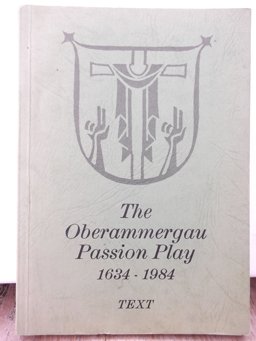 The
Oberammergau
Passion Play
1634 - 1984
TEXT